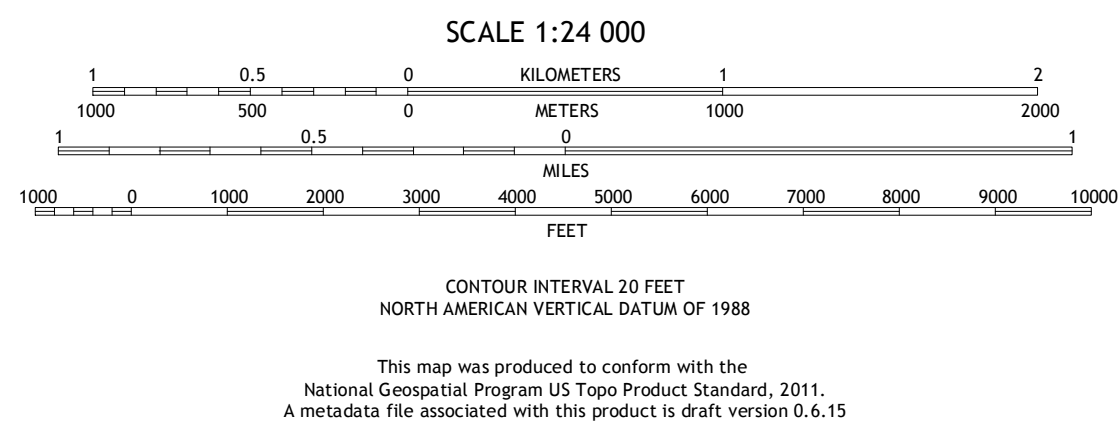 SCALE 1:24 000
1 0.5 0 KILOMETERS 1 2
1000 500 0 METERS 1000 2000
1 0.5 0 1
MILES
1000 0 1000 2000 3000 4000 5000 6000 7000 8000 9000 10000
FEET
CONTOUR INTERVAL 20 FEET
NORTH AMERICAN VERTICAL DATUM OF 1988
This map was produced to conform with the
National Geospatial Program US Topo Product Standard, 2011.
A metadata file associated with this product is draft version 0.6.15